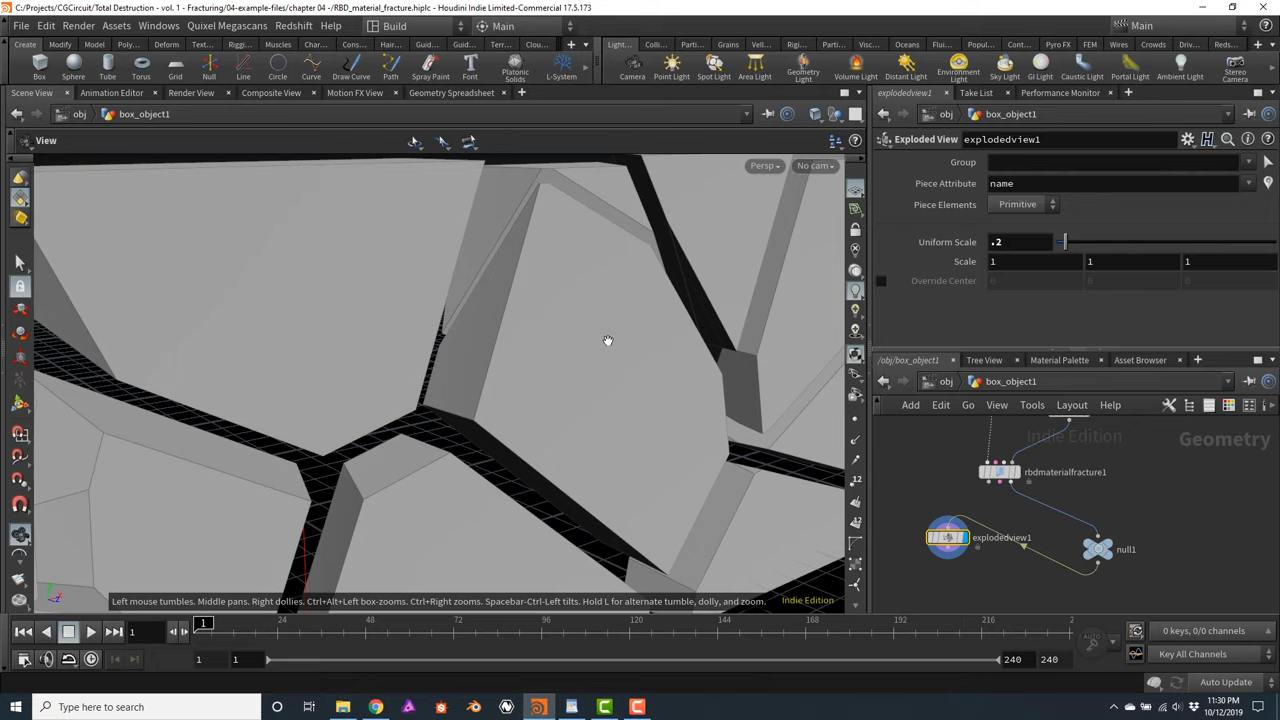 C:/Projects/CGCircuit/Total Destruction - vol. 1 - Fracturing/04-example-files/chapter 04 -/RBD_material_fracture.hiplc - Houdini Indie Limited-Commercial 17.5.173
File Edit Render Assets Windows Quixel Megascans Redshift Help Build Main Main
Create Modify Model Poly... Deform Text... Riggi... Muscles Char... Cons... Hair... Guid... Guid... Terr... Clou... Light... Colli... Parti... Grains Vell... Rigi... Parti... Visc... Oceans Flui... Popul... Cont... Pyro FX FEM Wires Crowds Driv... Reds...
Box Sphere Tube Torus Grid Null Line Circle Curve Draw Curve Path Spray Paint Font Platonic Solids L-System Camera Point Light Spot Light Area Light Geometry Light Volume Light Distant Light Environment Light Sky Light GI Light Caustic Light Portal Light Ambient Light Stereo Camera
Scene View Animation Editor Render View Composite View Motion FX View Geometry Spreadsheet explodedview1 Take List Performance Monitor
obj box_object1 obj box_object1
View Exploded View explodedview1
Persp No cam
Group
Piece Attribute name
Piece Elements Primitive
Uniform Scale .2
Scale 1 1 1
Override Center 0 0 0
/obj/box_object1 Tree View Material Palette Asset Browser
obj box_object1
Add Edit Go View Tools Layout Help
Indie Edition Geometry
rbdmaterialfracture1
explodedview1
null1
12
12
Left mouse tumbles. Middle pans. Right dollies. Ctrl+Alt+Left box-zooms. Ctrl+Right zooms. Spacebar-Ctrl-Left tilts. Hold L for alternate tumble, dolly, and zoom. Indie Edition
1 1 24 48 72 96 120 144 168 192 216 2 AUTO 0 keys, 0/0 channels
1 1 240 240 Key All Channels
Auto Update
Type here to search 11:30 PM
10/12/2019